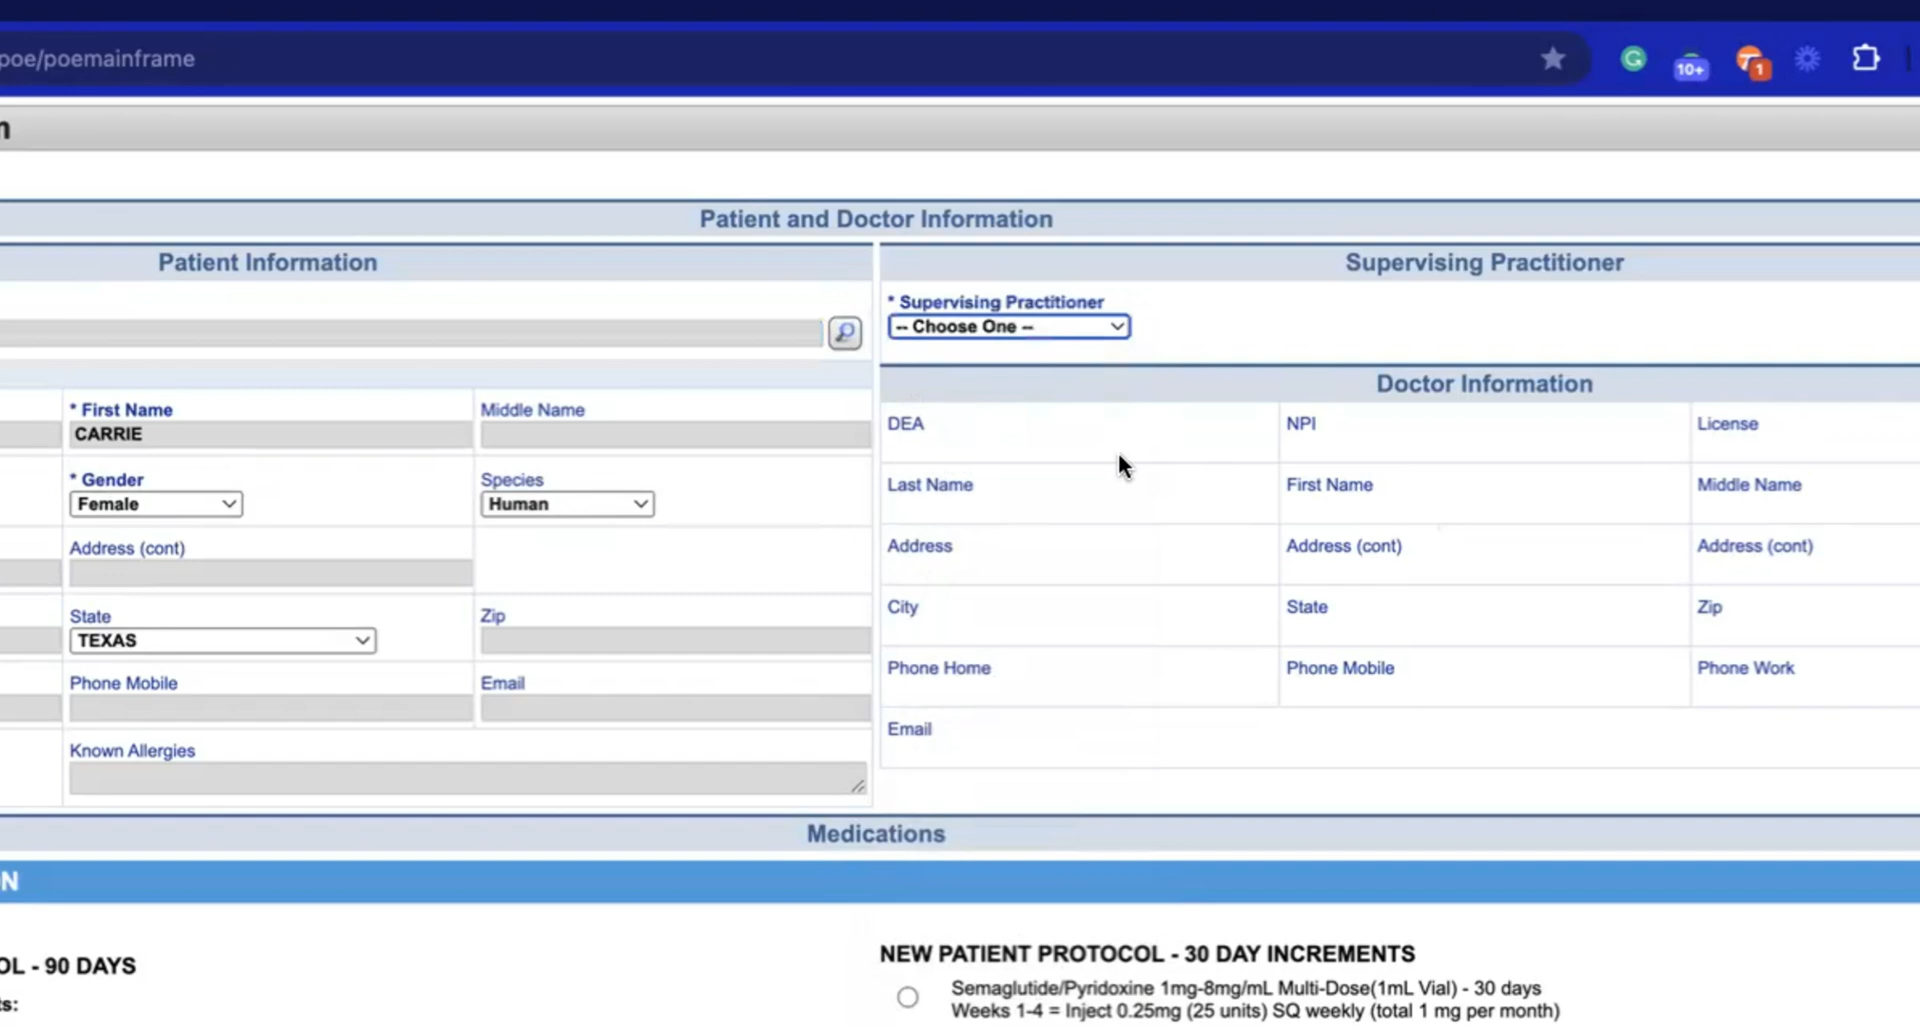 poe/poemainframe
10+
1
Patient and Doctor Information
Patient Information
Supervising Practitioner
* Supervising Practitioner
-- Choose One --
Doctor Information
* First Name
Middle Name
CARRIE
* Gender
Species
Female
Human
Address (cont)
State
Zip
TEXAS
Phone Mobile
Email
Known Allergies
DEA
NPI
License
Last Name
First Name
Middle Name
Address
Address (cont)
Address (cont)
City
State
Zip
Phone Home
Phone Mobile
Phone Work
Email
Medications
N
OL - 90 DAYS
ts:
NEW PATIENT PROTOCOL - 30 DAY INCREMENTS
Semaglutide/Pyridoxine 1mg-8mg/mL Multi-Dose(1mL Vial) - 30 days
Weeks 1-4 = Inject 0.25mg (25 units) SQ weekly (total 1 mg per month)